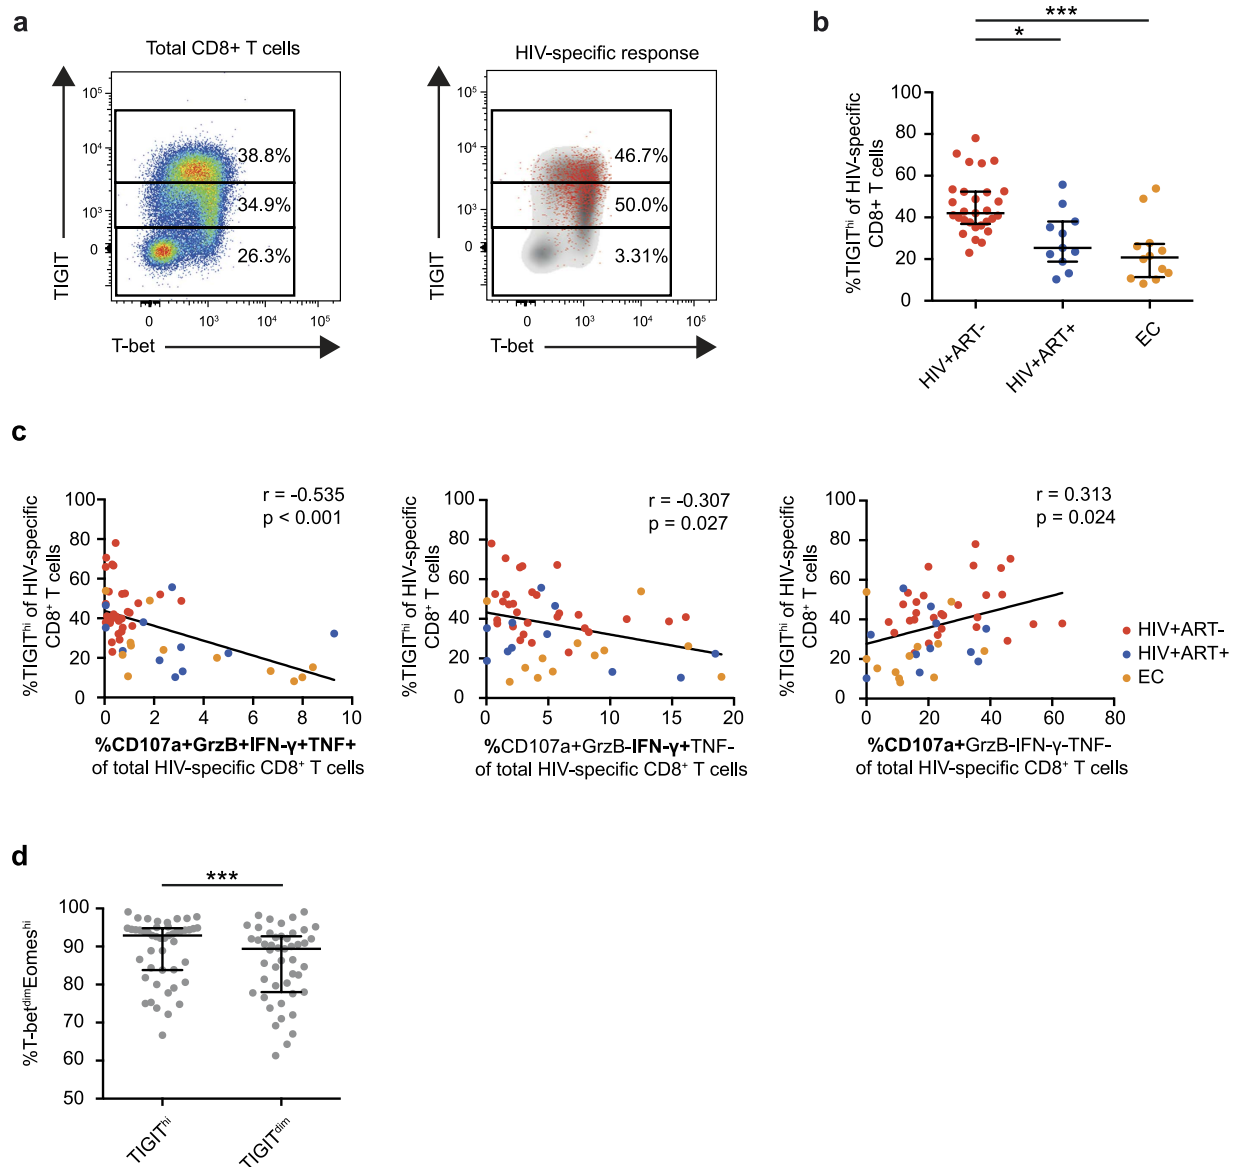 a
Total CD8+ T cells
HIV-specific response
10⁵
10⁴
10³
0
38.8%
34.9%
26.3%
TIGIT
0
10³
10⁴
10⁵
T-bet
10⁵
10⁴
10³
0
46.7%
50.0%
3.31%
TIGIT
0
10³
10⁴
10⁵
T-bet
b
***
*
%TIGITʰⁱ of HIV-specific
CD8+ T cells
100
80
60
40
20
0
HIV+ART-
HIV+ART+
EC
c
%TIGITʰⁱ of HIV-specific
CD8⁺ T cells
100
80
60
40
20
0
r = -0.535
p < 0.001
0 2 4 6 8 10
%CD107a+GrzB+IFN-γ+TNF+
of total HIV-specific CD8⁺ T cells
%TIGITʰⁱ of HIV-specific
CD8⁺ T cells
100
80
60
40
20
0
r = -0.307
p = 0.027
0 5 10 15 20
%CD107a+GrzB-IFN-γ+TNF-
of total HIV-specific CD8⁺ T cells
%TIGITʰⁱ of HIV-specific
CD8⁺ T cells
100
80
60
40
20
0
r = 0.313
p = 0.024
0 20 40 60 80
%CD107a+GrzB-IFN-γ-TNF-
of total HIV-specific CD8⁺ T cells
HIV+ART-
HIV+ART+
EC
d
***
%T-betᵈⁱᵐEomesʰⁱ
100
90
80
70
60
50
TIGITʰⁱ
TIGITᵈⁱᵐ